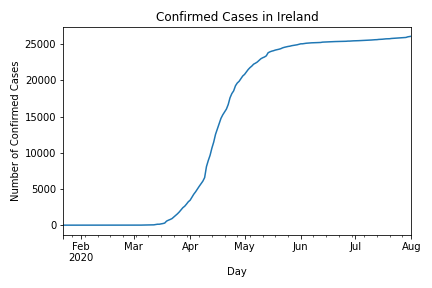 Confirmed Cases in Ireland
Number of Confirmed Cases
25000
20000
15000
10000
5000
0
Feb Mar Apr May Jun Jul Aug
2020
Day